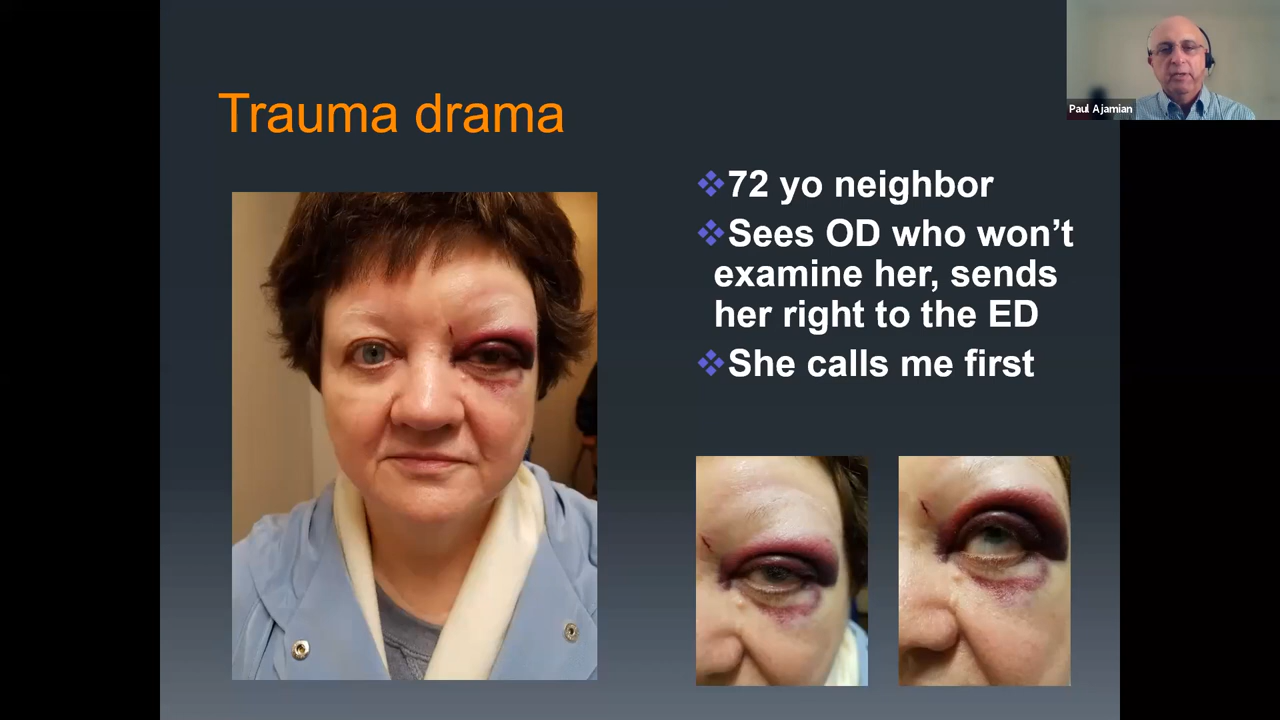 Trauma drama
Paul Ajamian
72 yo neighbor
Sees OD who won’t
examine her, sends
her right to the ED
She calls me first